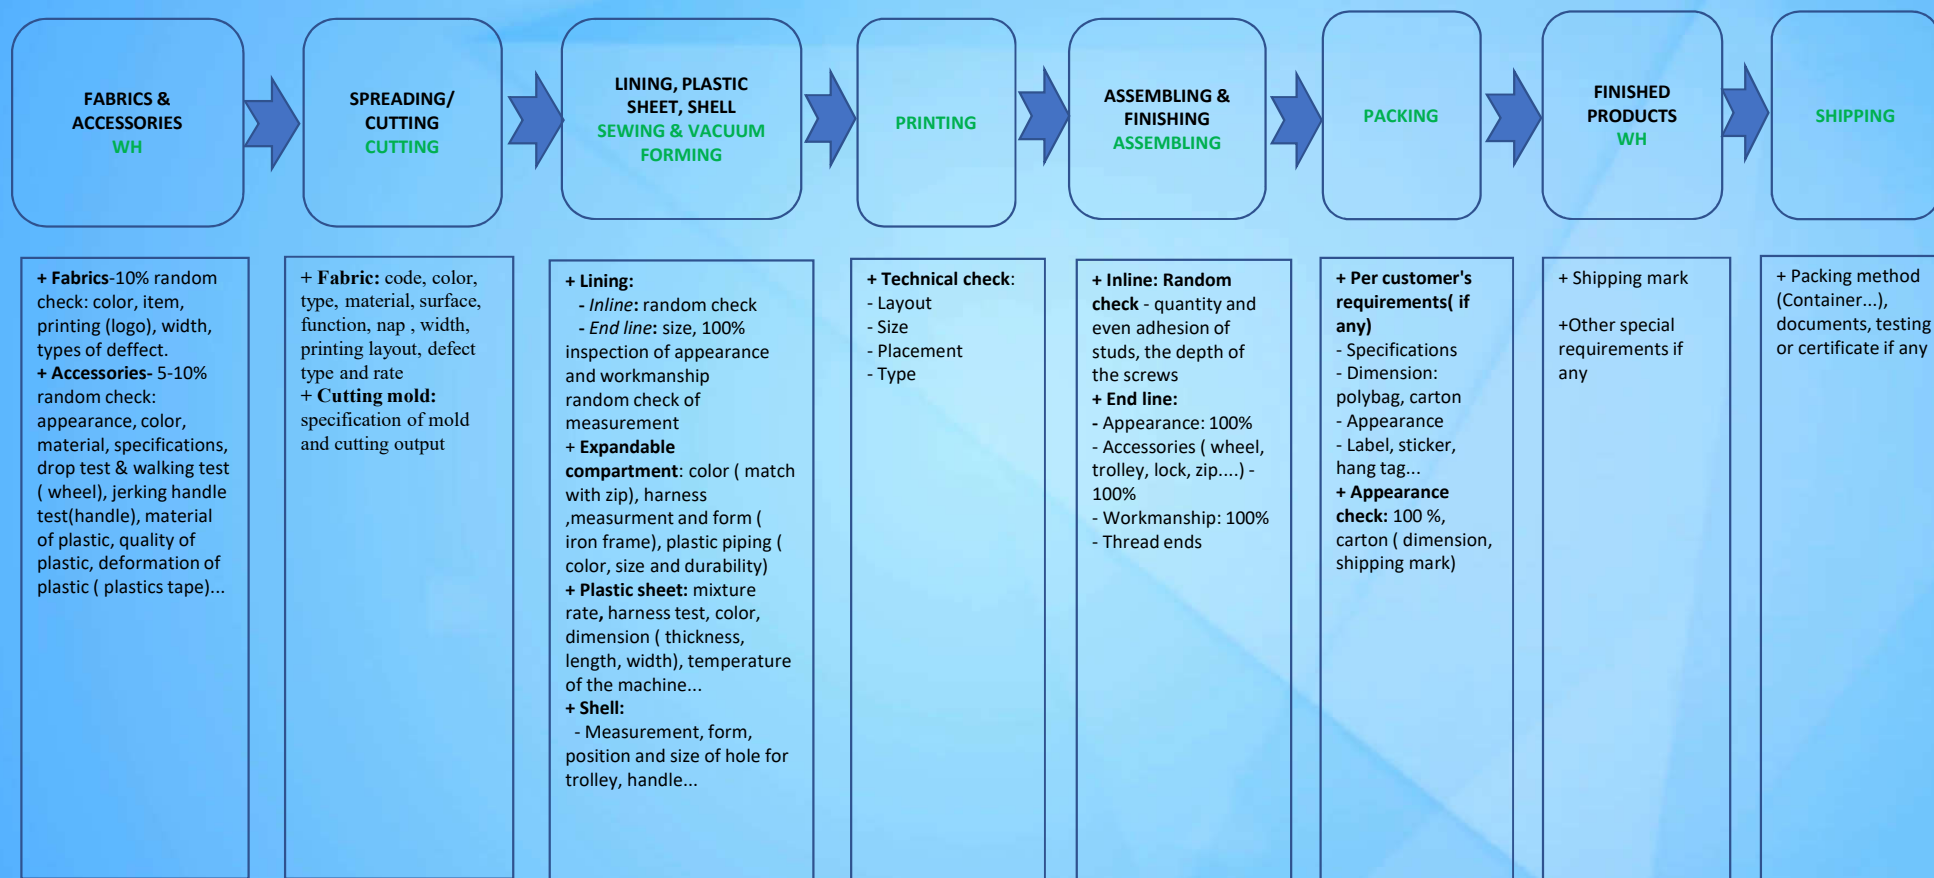 FABRICS &
ACCESSORIES
WH
SPREADING/
CUTTING
CUTTING
LINING, PLASTIC
SHEET, SHELL
SEWING & VACUUM
FORMING
PRINTING
ASSEMBLING &
FINISHING
ASSEMBLING
PACKING
FINISHED
PRODUCTS
WH
SHIPPING
+ Fabrics-10% random
check: color, item,
printing (logo), width,
types of deffect.
+ Accessories- 5-10%
random check:
appearance, color,
material, specifications,
drop test & walking test
( wheel), jerking handle
test(handle), material
of plastic, quality of
plastic, deformation of
plastic ( plastics tape)...
+ Fabric: code, color,
type, material, surface,
function, nap , width,
printing layout, defect
type and rate
+ Cutting mold:
specification of mold
and cutting output
+ Lining:
- Inline: random check
- End line: size, 100%
inspection of appearance
and workmanship
random check of
measurement
+ Expandable
compartment: color ( match
with zip), harness
,measurment and form (
iron frame), plastic piping (
color, size and durability)
+ Plastic sheet: mixture
rate, harness test, color,
dimension ( thickness,
length, width), temperature
of the machine...
+ Shell:
- Measurement, form,
position and size of hole for
trolley, handle...
+ Technical check:
- Layout
- Size
- Placement
- Type
+ Inline: Random
check - quantity and
even adhesion of
studs, the depth of
the screws
+ End line:
- Appearance: 100%
- Accessories ( wheel,
trolley, lock, zip....) -
100%
- Workmanship: 100%
- Thread ends
+ Per customer's
requirements( if
any)
- Specifications
- Dimension:
polybag, carton
- Appearance
- Label, sticker,
hang tag...
+ Appearance
check: 100 %,
carton ( dimension,
shipping mark)
+ Shipping mark
+Other special
requirements if
any
+ Packing method
(Container...),
documents, testing
or certificate if any